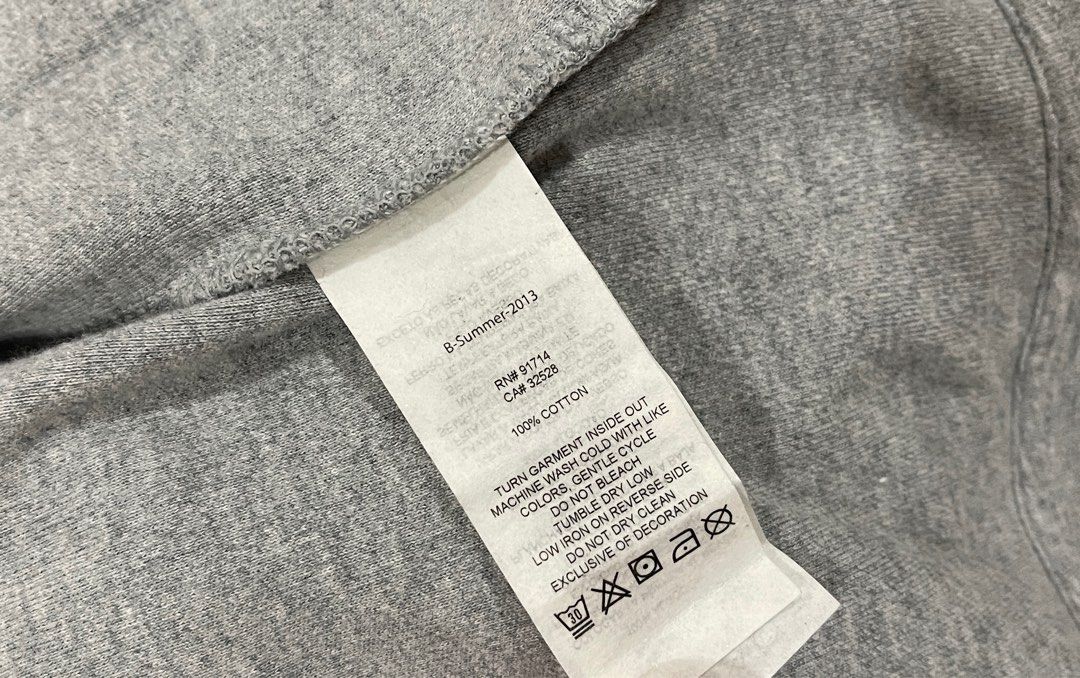 B-Summer-2013
RN# 91714
CA# 32528
100% COTTON
TURN GARMENT INSIDE OUT
MACHINE WASH COLD WITH LIKE
COLORS, GENTLE CYCLE
DO NOT BLEACH
TUMBLE DRY LOW
LOW IRON ON REVERSE SIDE
DO NOT DRY CLEAN
EXCLUSIVE OF DECORATION
30